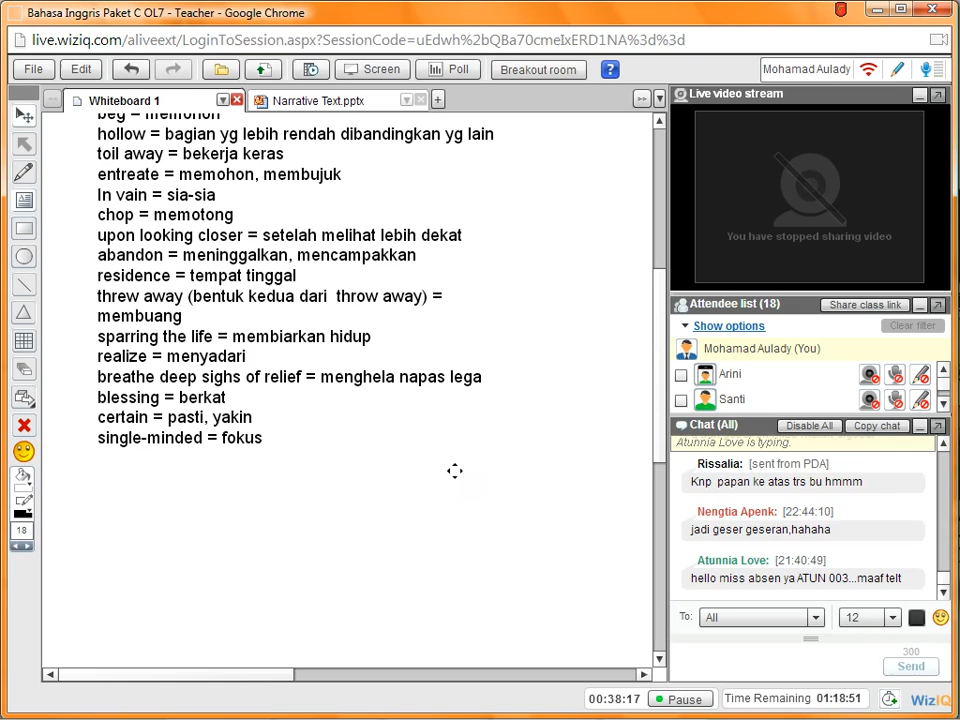 Bahasa Inggris Paket C OL7 - Teacher - Google Chrome
live.wiziq.com/aliveext/LoginToSession.aspx?SessionCode=uEdwh%2bQBa70cmeIxERD1NA%3d%3d
File Edit Screen Poll Breakout room ? Mohamad Aulady
Whiteboard 1 Narrative Text.pptx
beg = memohon
hollow = bagian yg lebih rendah dibandingkan yg lain
toil away = bekerja keras
entreate = memohon, membujuk
In vain = sia-sia
chop = memotong
upon looking closer = setelah melihat lebih dekat
abandon = meninggalkan, mencampakkan
residence = tempat tinggal
threw away (bentuk kedua dari throw away) =
membuang
sparring the life = membiarkan hidup
realize = menyadari
breathe deep sighs of relief = menghela napas lega
blessing = berkat
certain = pasti, yakin
single-minded = fokus
18
Live video stream
You have stopped sharing video
Attendee list (18) Share class link
Show options Clear filter
Mohamad Aulady (You)
Arini
Santi
Chat (All) Disable All Copy chat
Atunnia Love is typing.
Rissalia: [sent from PDA]
Knp papan ke atas trs bu hmmm
Nengtia Apenk: [22:44:10]
jadi geser geseran,hahaha
Atunnia Love: [21:40:49]
hello miss absen ya ATUN 003...maaf telt
To: All 12
300
Send
00:38:17 Pause Time Remaining 01:18:51 WizIQ